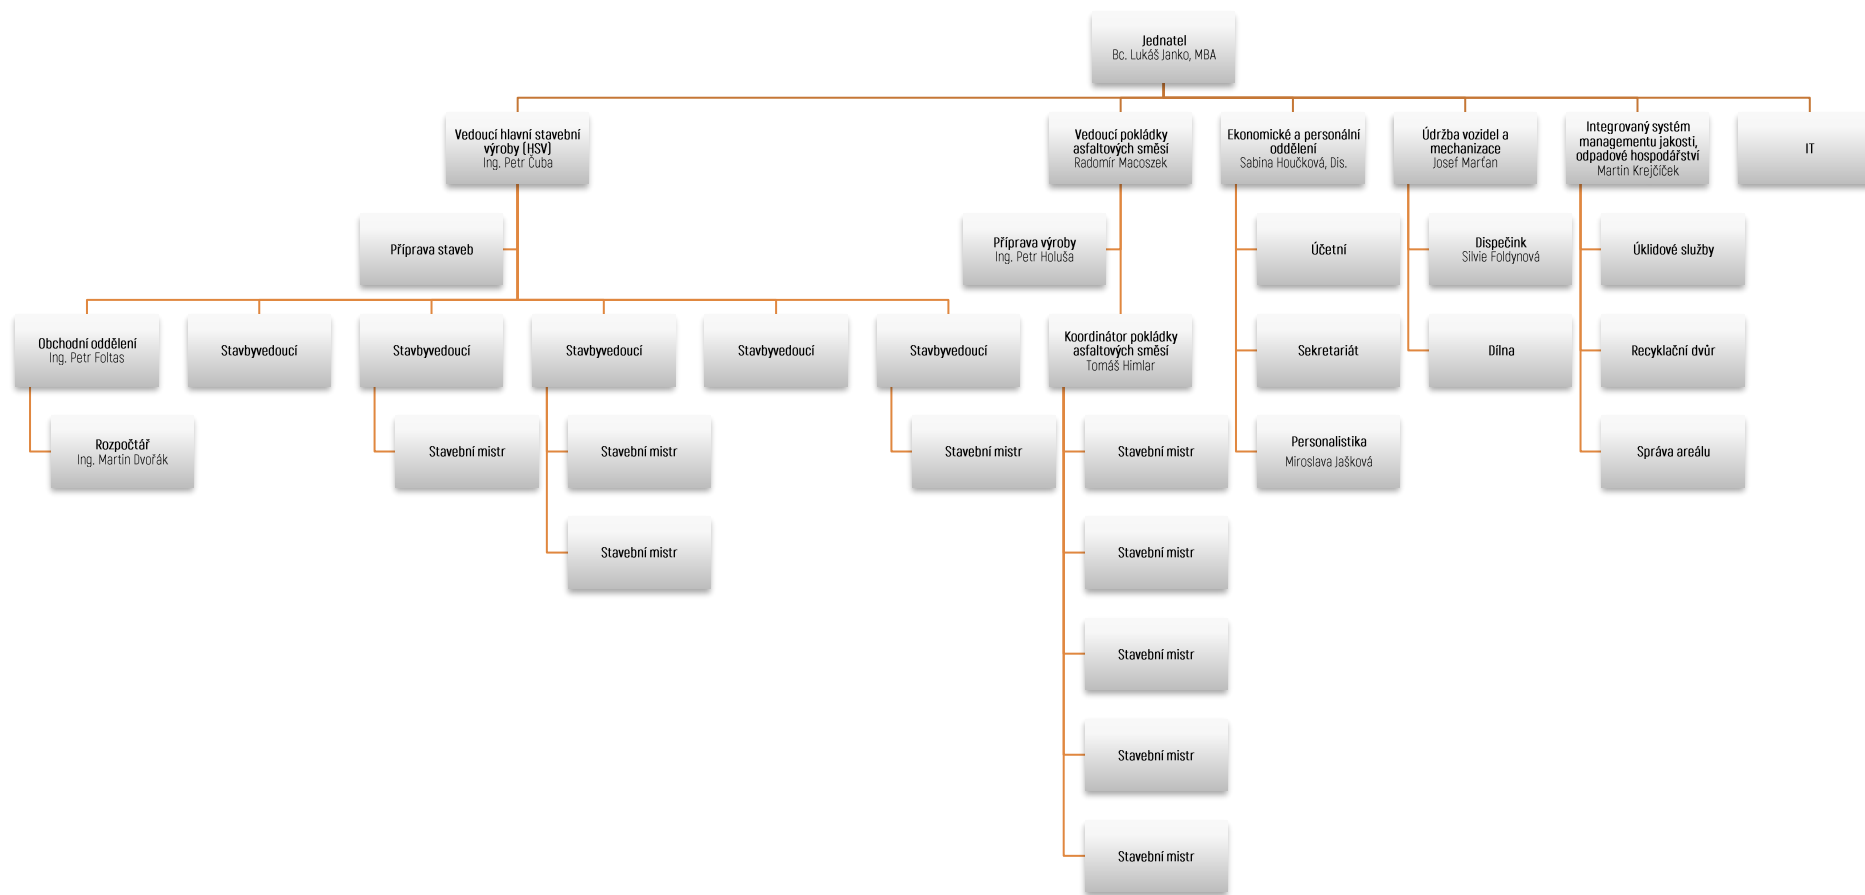 Jednatel
Bc. Lukáš Janko, MBA
Vedoucí hlavní stavební
výroby (HSV)
Ing. Petr Čuba
Vedoucí pokládky
asfaltových směsí
Radomír Macoszek
Ekonomické a personální
oddělení
Sabina Houčková, Dis.
Údržba vozidel a
mechanizace
Josef Marťan
Integrovaný systém
managementu jakosti,
odpadové hospodářství
Martin Krejčíček
IT
Příprava staveb
Příprava výroby
Ing. Petr Holuša
Účetní
Dispečink
Silvie Foldynová
Úklidové služby
Obchodní oddělení
Ing. Petr Foltas
Stavbyvedoucí
Stavbyvedoucí
Stavbyvedoucí
Stavbyvedoucí
Stavbyvedoucí
Koordinátor pokládky
asfaltových směsí
Tomáš Himlar
Sekretariát
Dílna
Recyklační dvůr
Rozpočtář
Ing. Martin Dvořák
Stavební mistr
Stavební mistr
Stavební mistr
Stavební mistr
Personalistika
Miroslava Jašková
Správa areálu
Stavební mistr
Stavební mistr
Stavební mistr
Stavební mistr
Stavební mistr